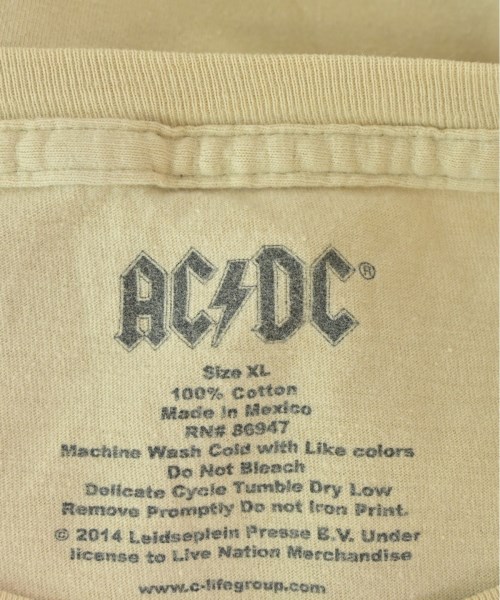 AC⚡DC®
Size XL
100% Cotton
Made in Mexico
RN# 86947
Machine Wash Cold with Like colors
Do Not Bleach
Delicate Cycle Tumble Dry Low
Remove Promptly Do not Iron Print.
© 2014 Leidseplein Presse B.V. Under
license to Live Nation Merchandise
www.c-lifegroup.com